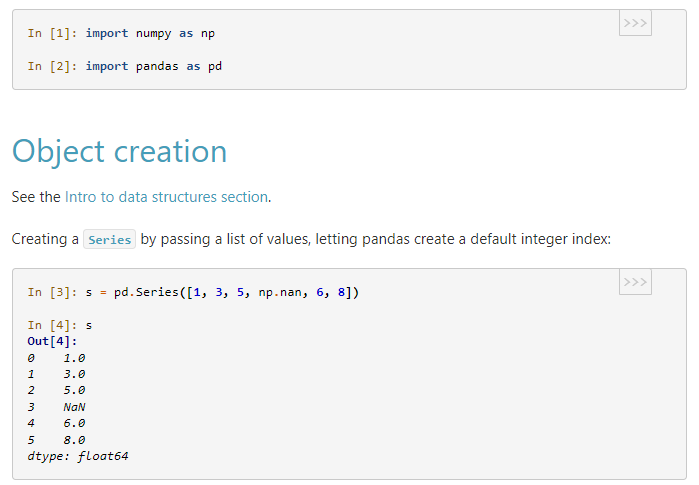 In [1]: import numpy as np
>>>
In [2]: import pandas as pd
Object creation
See the Intro to data structures section.
Creating a Series by passing a list of values, letting pandas create a default integer index:
In [3]: s = pd.Series([1, 3, 5, np.nan, 6, 8])
>>>
In [4]: s
Out[4]:
0    1.0
1    3.0
2    5.0
3    NaN
4    6.0
5    8.0
dtype: float64